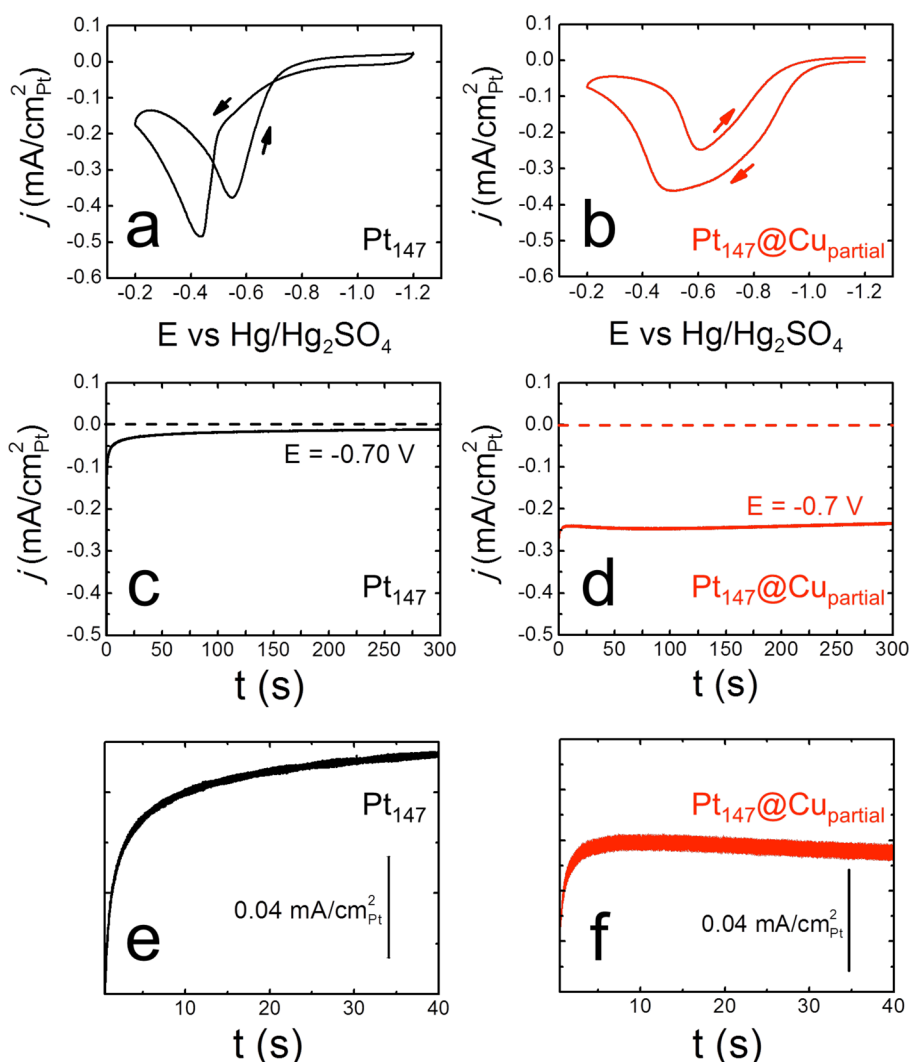 0.1
0.0
-0.1
-0.2
-0.3
-0.4
-0.5
-0.6
j (mA/cm²Pt)
a
Pt147
-0.2 -0.4 -0.6 -0.8 -1.0 -1.2
E vs Hg/Hg2SO4
0.1
0.0
-0.1
-0.2
-0.3
-0.4
-0.5
-0.6
j (mA/cm²Pt)
b
Pt147@Cupartial
-0.2 -0.4 -0.6 -0.8 -1.0 -1.2
E vs Hg/Hg2SO4
0.1
0.0
-0.1
-0.2
-0.3
-0.4
-0.5
j (mA/cm²Pt)
E = -0.70 V
c
Pt147
0 50 100 150 200 250 300
t (s)
0.1
0.0
-0.1
-0.2
-0.3
-0.4
-0.5
j (mA/cm²Pt)
E = -0.7 V
d
Pt147@Cupartial
0 50 100 150 200 250 300
t (s)
Pt147
0.04 mA/cm²Pt
e
10 20 30 40
t (s)
Pt147@Cupartial
0.04 mA/cm²Pt
f
10 20 30 40
t (s)